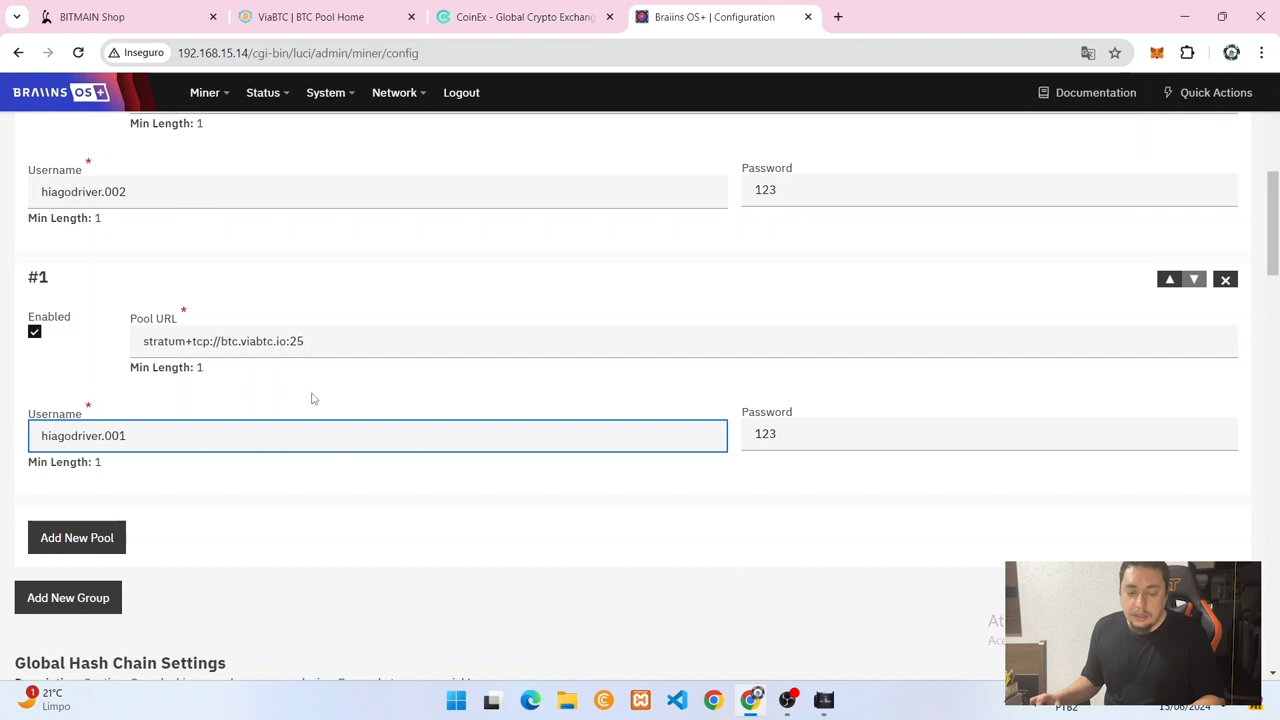 BITMAIN Shop
ViaBTC | BTC Pool Home
CoinEx - Global Crypto Exchang
Braiins OS+ | Configuration
Inseguro
192.168.15.14/cgi-bin/luci/admin/miner/config
BRAIINS OS+
Miner
Status
System
Network
Logout
Documentation
Quick Actions
Min Length: 1
Username *
Password
hiagodriver.002
123
Min Length: 1
#1
Enabled
Pool URL *
stratum+tcp://btc.viabtc.io:25
Min Length: 1
Username *
Password
hiagodriver.001
123
Min Length: 1
Add New Pool
Add New Group
Global Hash Chain Settings
1
21°C
Limpo
PTB2
15/06/2024